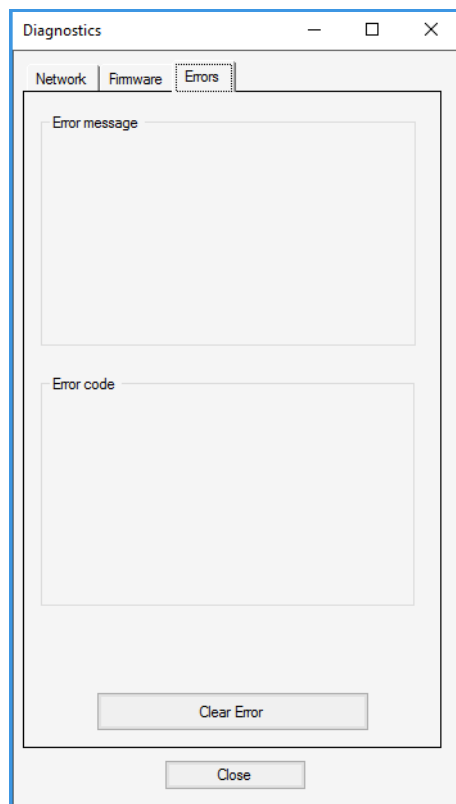 Diagnostics
Network Firmware Errors
Error message
Error code
Clear Error
Close